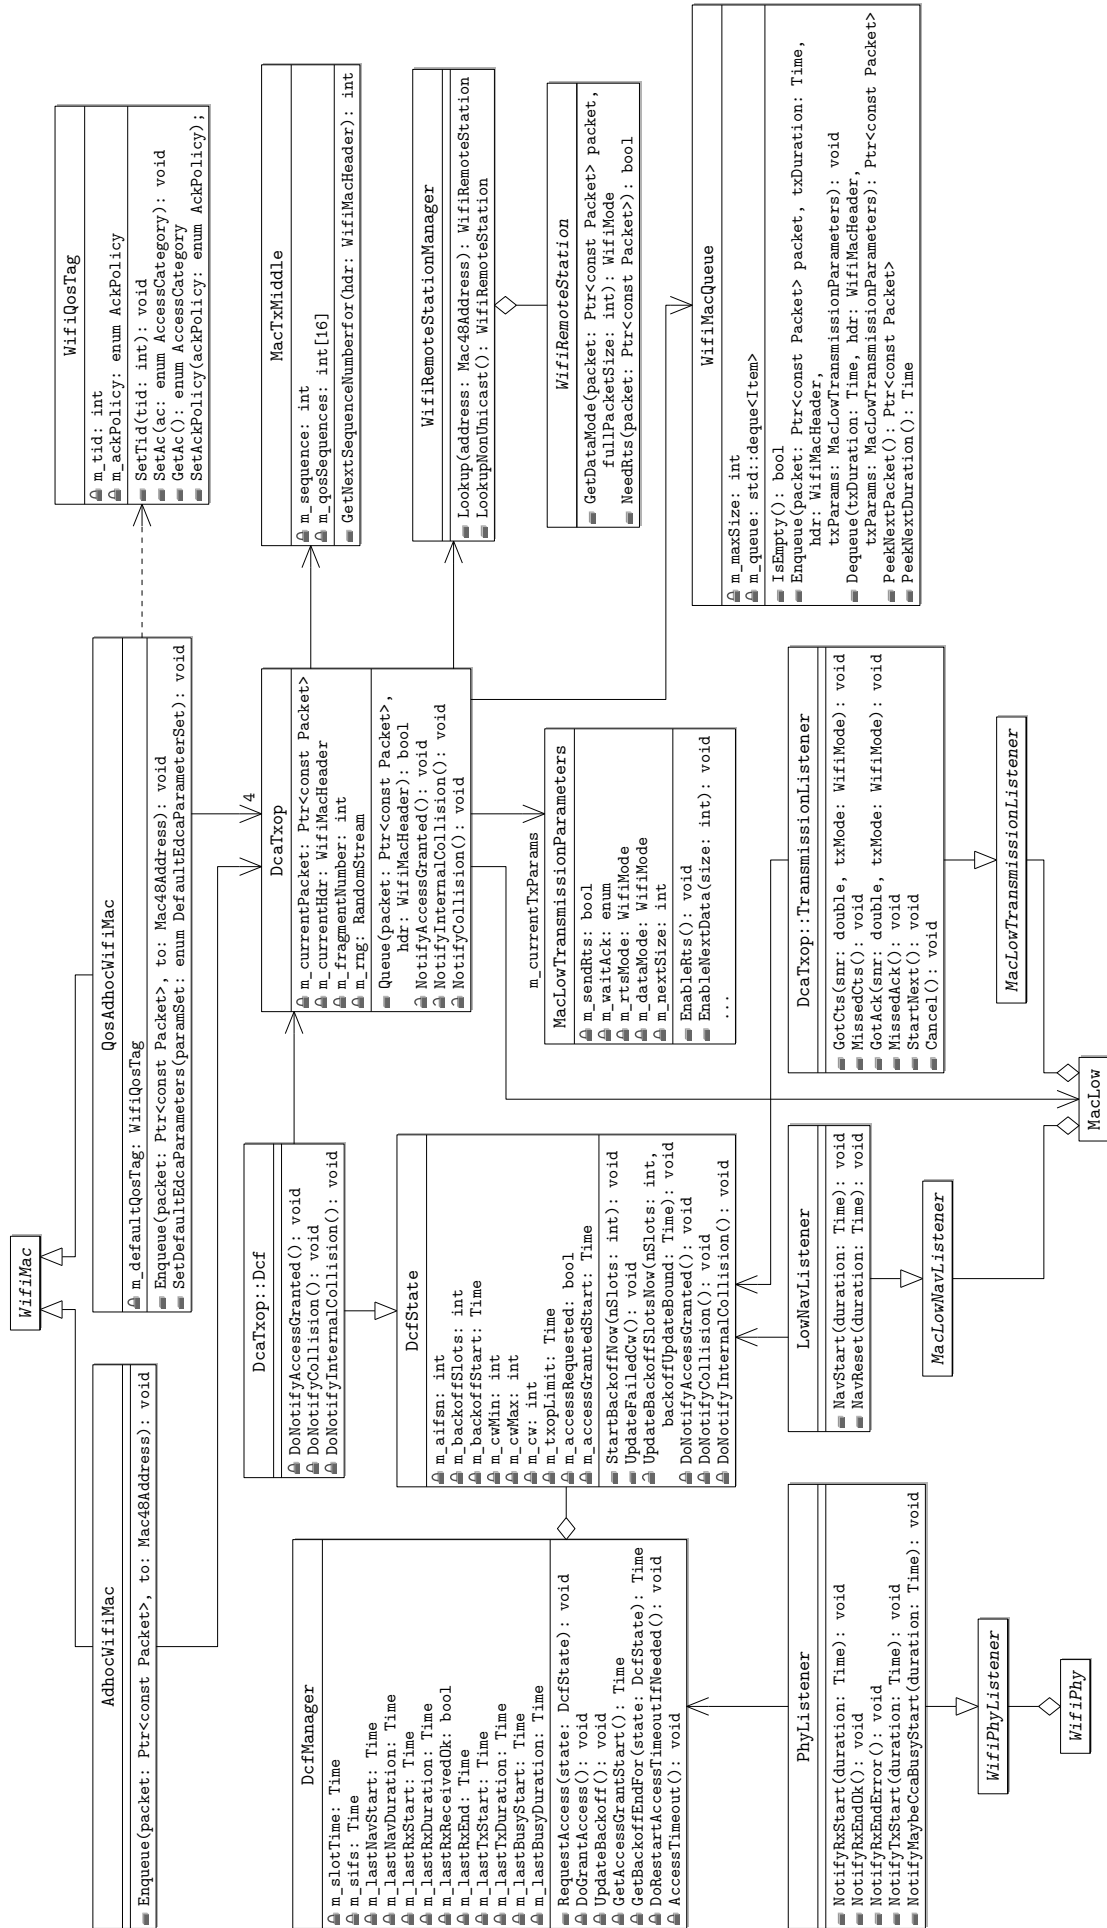 WifiMac
AdhocWifiMac
Enqueue(packet: Ptr<const Packet>, to: Mac48Address): void
QosAdhocWifiMac
m_defaultQosTag: WifiQosTag
Enqueue(packet: Ptr<const Packet>, to: Mac48Address): void
SetDefaultEdcaParameters(paramSet: enum DefaultEdcaParameterSet): void
WifiQosTag
m_tid: int
m_ackPolicy: enum AckPolicy
SetTid(tid: int): void
SetAc(ac: enum AccessCategory): void
GetAc(): enum AccessCategory
SetAckPolicy(ackPolicy: enum AckPolicy);
DcaTxop::Dcf
DoNotifyAccessGranted(): void
DoNotifyCollision(): void
DoNotifyInternalCollision(): void
4
DcaTxop
m_currentPacket: Ptr<const Packet>
m_currentHdr: WifiMacHeader
m_fragmentNumber: int
m_rng: RandomStream
Queue(packet: Ptr<const Packet>,
hdr: WifiMacHeader): bool
NotifyAccessGranted(): void
NotifyInternalCollision(): void
NotifyCollision(): void
MacTxMiddle
m_sequence: int
m_qosSequences: int[16]
GetNextSequenceNumberfor(hdr: WifiMacHeader): int
DcfManager
m_slotTime: Time
m_sifs: Time
m_lastNavStart: Time
m_lastNavDuration: Time
m_lastRxStart: Time
m_lastRxDuration: Time
m_lastRxReceivedOk: bool
m_lastRxEnd: Time
m_lastTxStart: Time
m_lastTxDuration: Time
m_lastBusyStart: Time
m_lastBusyDuration: Time
RequestAccess(state: DcfState): void
DoGrantAccess(): void
UpdateBackoff(): void
GetAccessGrantStart(): Time
GetBackoffEndFor(state: DcfState): Time
DoRestartAccessTimeoutIfNeeded(): void
AccessTimeout(): void
DcfState
m_aifsn: int
m_backoffSlots: int
m_backoffStart: Time
m_cwMin: int
m_cwMax: int
m_cw: int
m_txopLimit: Time
m_accessRequested: bool
m_accessGrantedStart: Time
StartBackoffNow(nSlots: int): void
UpdateFailedCw(): void
UpdateBackoffSlotsNow(nSlots: int,
backoffUpdateBound: Time): void
DoNotifyAccessGranted(): void
DoNotifyCollision(): void
DoNotifyInternalCollision(): void
m_currentTxParams
MacLowTransmissionParameters
m_sendRts: bool
m_waitAck: enum
m_rtsMode: WifiMode
m_dataMode: WifiMode
m_nextSize: int
EnableRts(): void
EnableNextData(size: int): void
...
WifiRemoteStationManager
Lookup(address: Mac48Address): WifiRemoteStation
LookupNonUnicast(): WifiRemoteStation
WifiRemoteStation
GetDataMode(packet: Ptr<const Packet> packet,
fullPacketSize: int): WifiMode
NeedRts(packet: Ptr<const Packet>): bool
WifiMacQueue
m_maxSize: int
m_queue: std::deque<Item>
IsEmpty(): bool
Enqueue(packet: Ptr<const Packet> packet, txDuration: Time,
hdr: WifiMacHeader,
txParams: MacLowTransmissionParameters): void
Dequeue(txDuration: Time, hdr: WifiMacHeader,
txParams: MacLowTransmissionParameters): Ptr<const Packet>
PeekNextPacket(): Ptr<const Packet>
PeekNextDuration(): Time
PhyListener
NotifyRxStart(duration: Time): void
NotifyRxEndOk(): void
NotifyRxEndError(): void
NotifyTxStart(duration: Time): void
NotifyMaybeCcaBusyStart(duration: Time): void
LowNavListener
NavStart(duration: Time): void
NavReset(duration: Time): void
DcaTxop::TransmissionListener
GotCts(snr: double, txMode: WifiMode): void
MissedCts(): void
GotAck(snr: double, txMode: WifiMode): void
MissedAck(): void
StartNext(): void
Cancel(): void
WifiPhyListener
MacLowNavListener
MacLowTransmissionListener
WifiPhy
MacLow